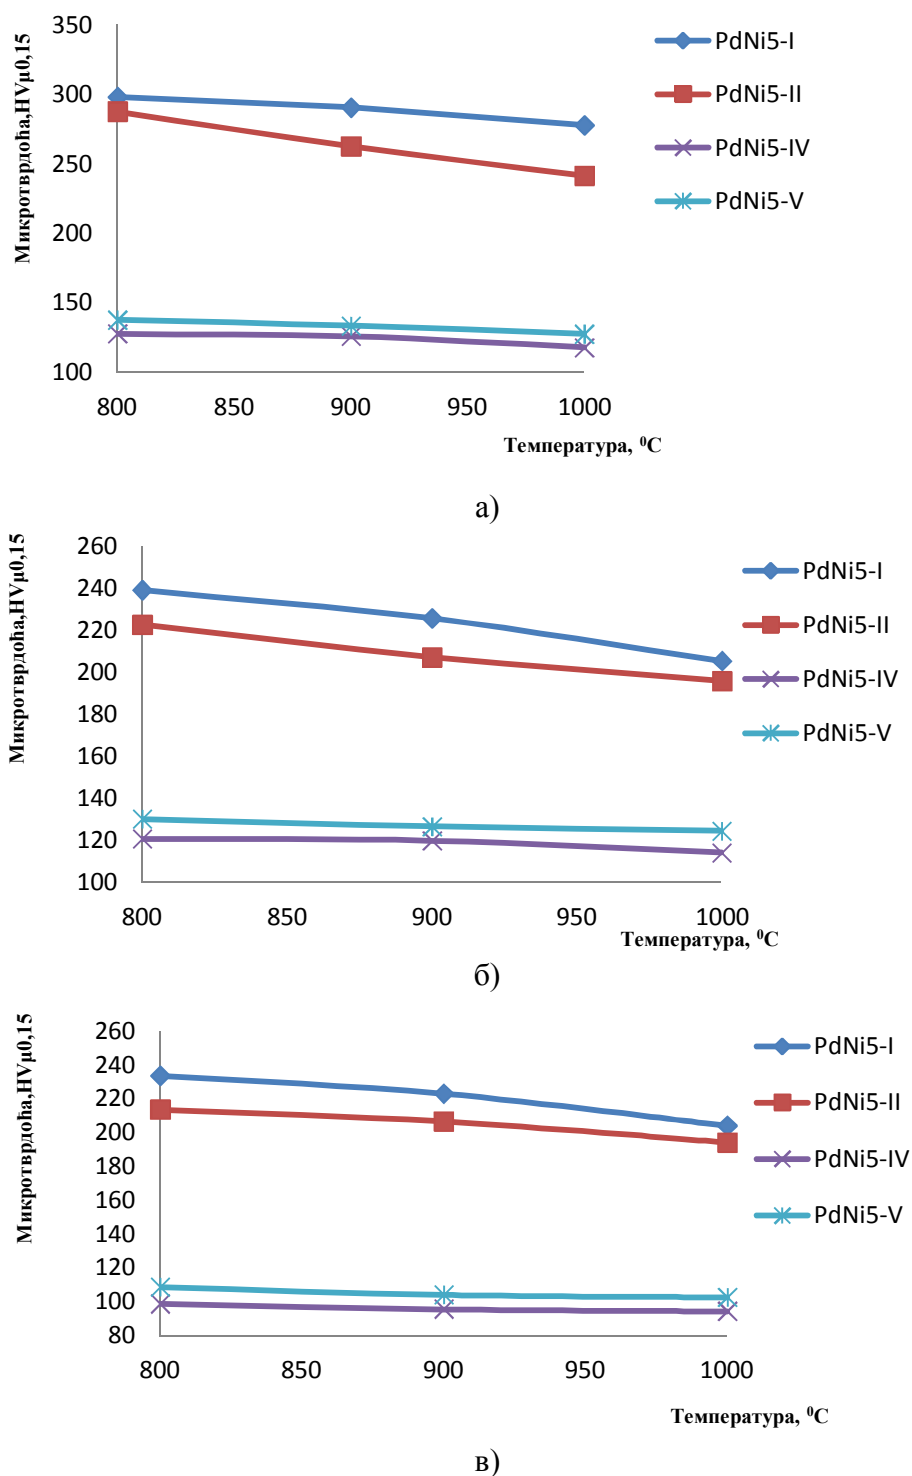 Микротврдоћа,HVμ0,15
350
300
250
200
150
100
800 850 900 950 1000
Температура, ⁰C
PdNi5-I
PdNi5-II
PdNi5-IV
PdNi5-V
а)
Микротврдоћа,HVμ0,15
260
240
220
200
180
160
140
120
100
800 850 900 950 1000
Температура, ⁰C
PdNi5-I
PdNi5-II
PdNi5-IV
PdNi5-V
б)
Микротврдоћа,HVμ0,15
260
240
220
200
180
160
140
120
100
80
800 850 900 950 1000
Температура, ⁰C
PdNi5-I
PdNi5-II
PdNi5-IV
PdNi5-V
в)